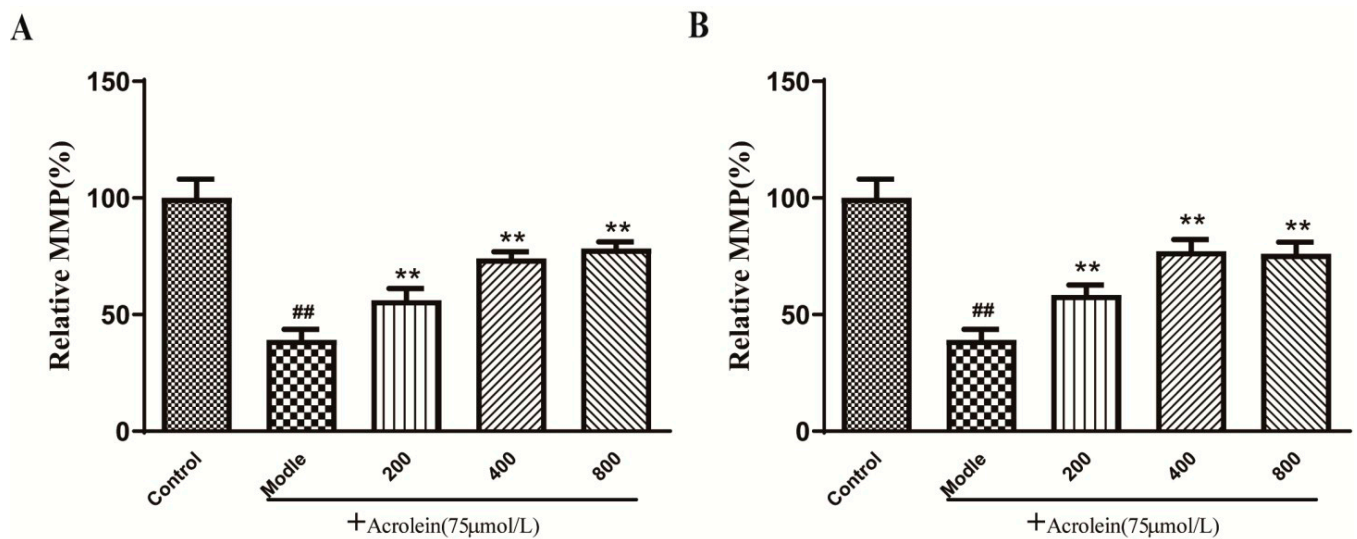 A
Relative MMP(%)
150
100
50
0
##
**
**
**
Control
Modle
200
400
800
+Acrolein(75μmol/L)
B
Relative MMP(%)
150
100
50
0
##
**
**
**
Control
Modle
200
400
800
+Acrolein(75μmol/L)